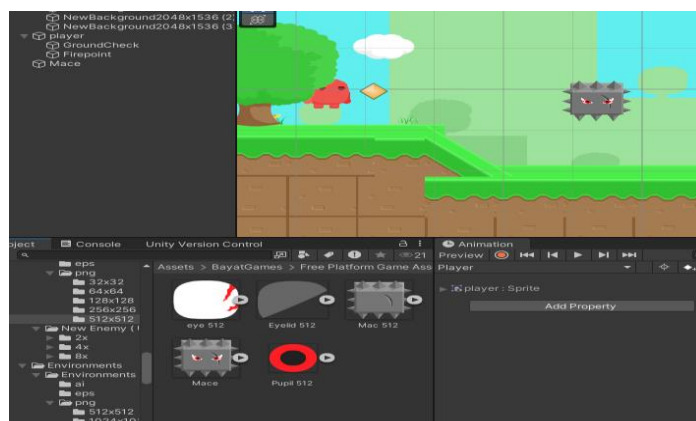 NewBackground2048x1536 (2)
NewBackground2048x1536 (3
player
GroundCheck
Firepoint
Mace
oject
Console
Unity Version Control
21
eps
png
32x32
64x64
128x128
256x256
512x512
New Enemy (
2x
4x
8x
Environments
Environments
ai
eps
png
512x512
Assets > BayatGames > Free Platform Game Ass
eye 512
Eyelid 512
Mac 512
Mace
Pupil 512
Animation
Preview
Player
player : Sprite
Add Property